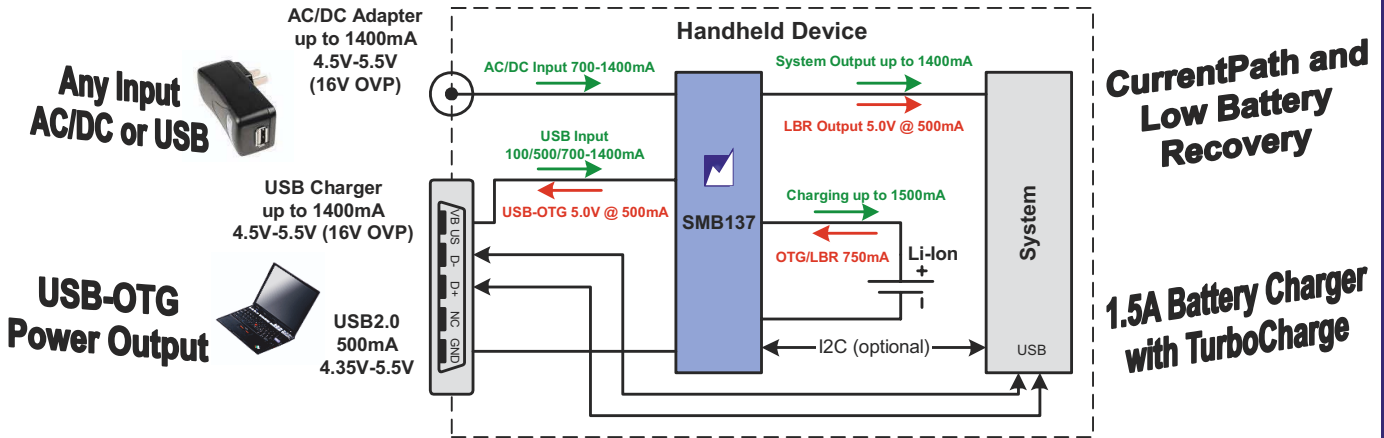 Any Input
AC/DC or USB
USB-OTG
Power Output
AC/DC Adapter
up to 1400mA
4.5V-5.5V
(16V OVP)
USB Charger
up to 1400mA
4.5V-5.5V (16V OVP)
USB2.0
500mA
4.35V-5.5V
VB US
D-
D+
NC
GND
Handheld Device
AC/DC Input 700-1400mA
USB Input
100/500/700-1400mA
USB-OTG 5.0V @ 500mA
SMB137
System Output up to 1400mA
LBR Output 5.0V @ 500mA
Charging up to 1500mA
OTG/LBR 750mA
Li-Ion
+
I2C (optional)
System
USB
CurrentPath and
Low Battery
Recovery
1.5A Battery Charger
with TurboCharge